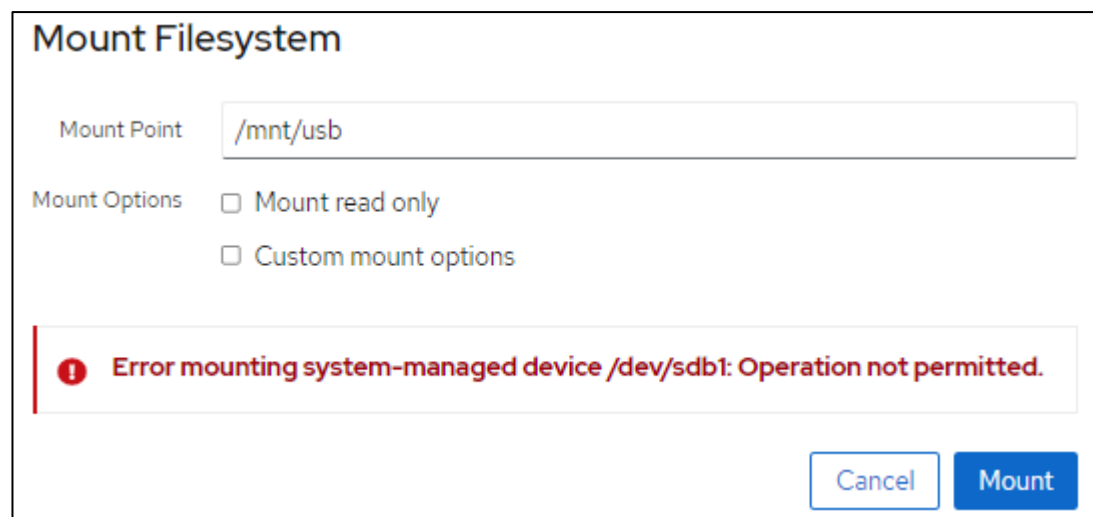 Mount Filesystem
Mount Point /mnt/usb
Mount Options Mount read only
Custom mount options
Error mounting system-managed device /dev/sdb1: Operation not permitted.
Cancel Mount